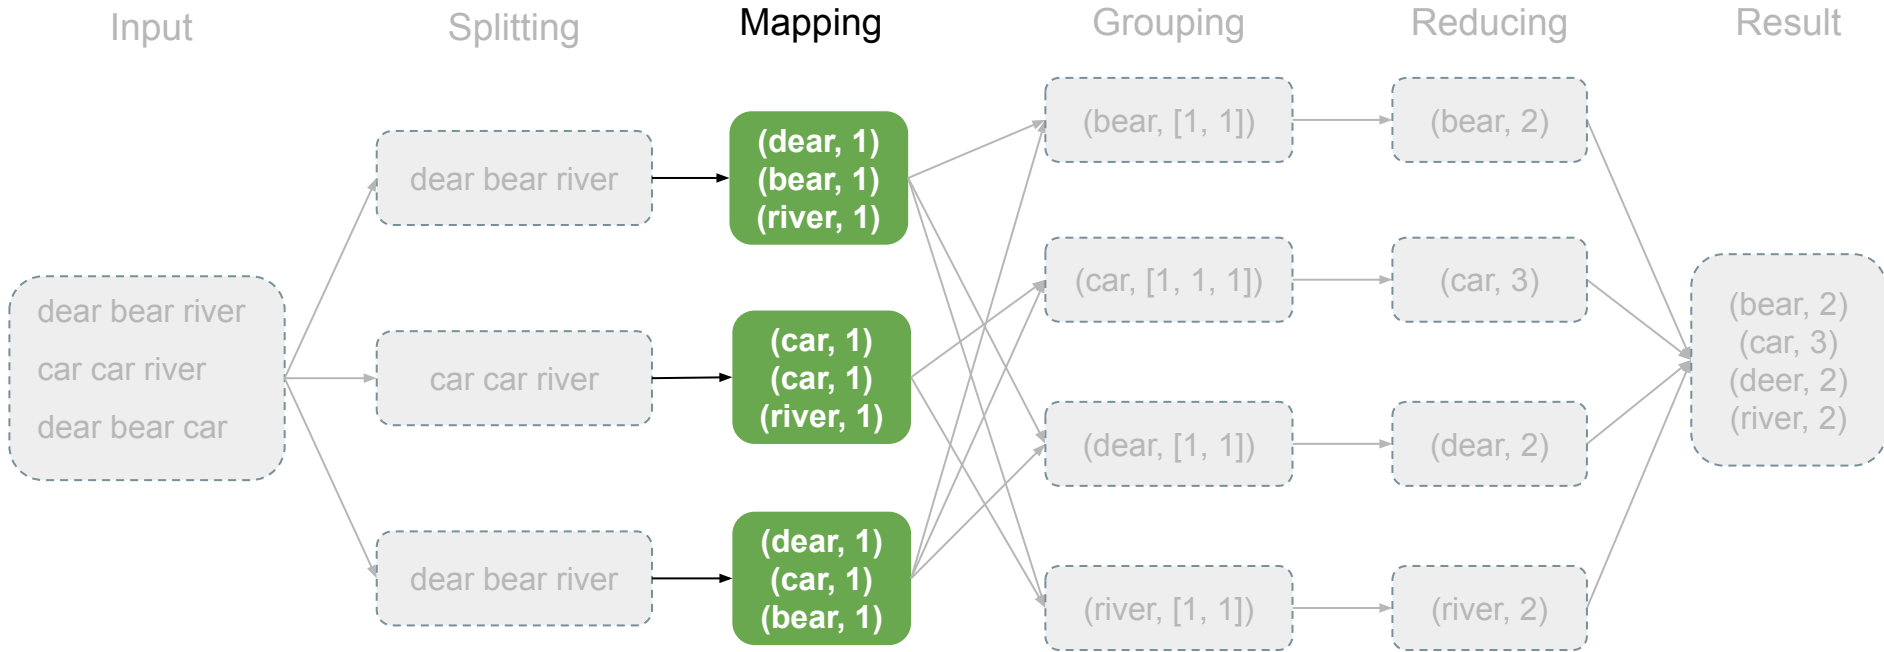 Input
Splitting
Mapping
Grouping
Reducing
Result
dear bear river
car car river
dear bear car
dear bear river
car car river
dear bear river
(dear, 1)
(bear, 1)
(river, 1)
(car, 1)
(car, 1)
(river, 1)
(dear, 1)
(car, 1)
(bear, 1)
(bear, [1, 1])
(car, [1, 1, 1])
(dear, [1, 1])
(river, [1, 1])
(bear, 2)
(car, 3)
(dear, 2)
(river, 2)
(bear, 2)
(car, 3)
(deer, 2)
(river, 2)